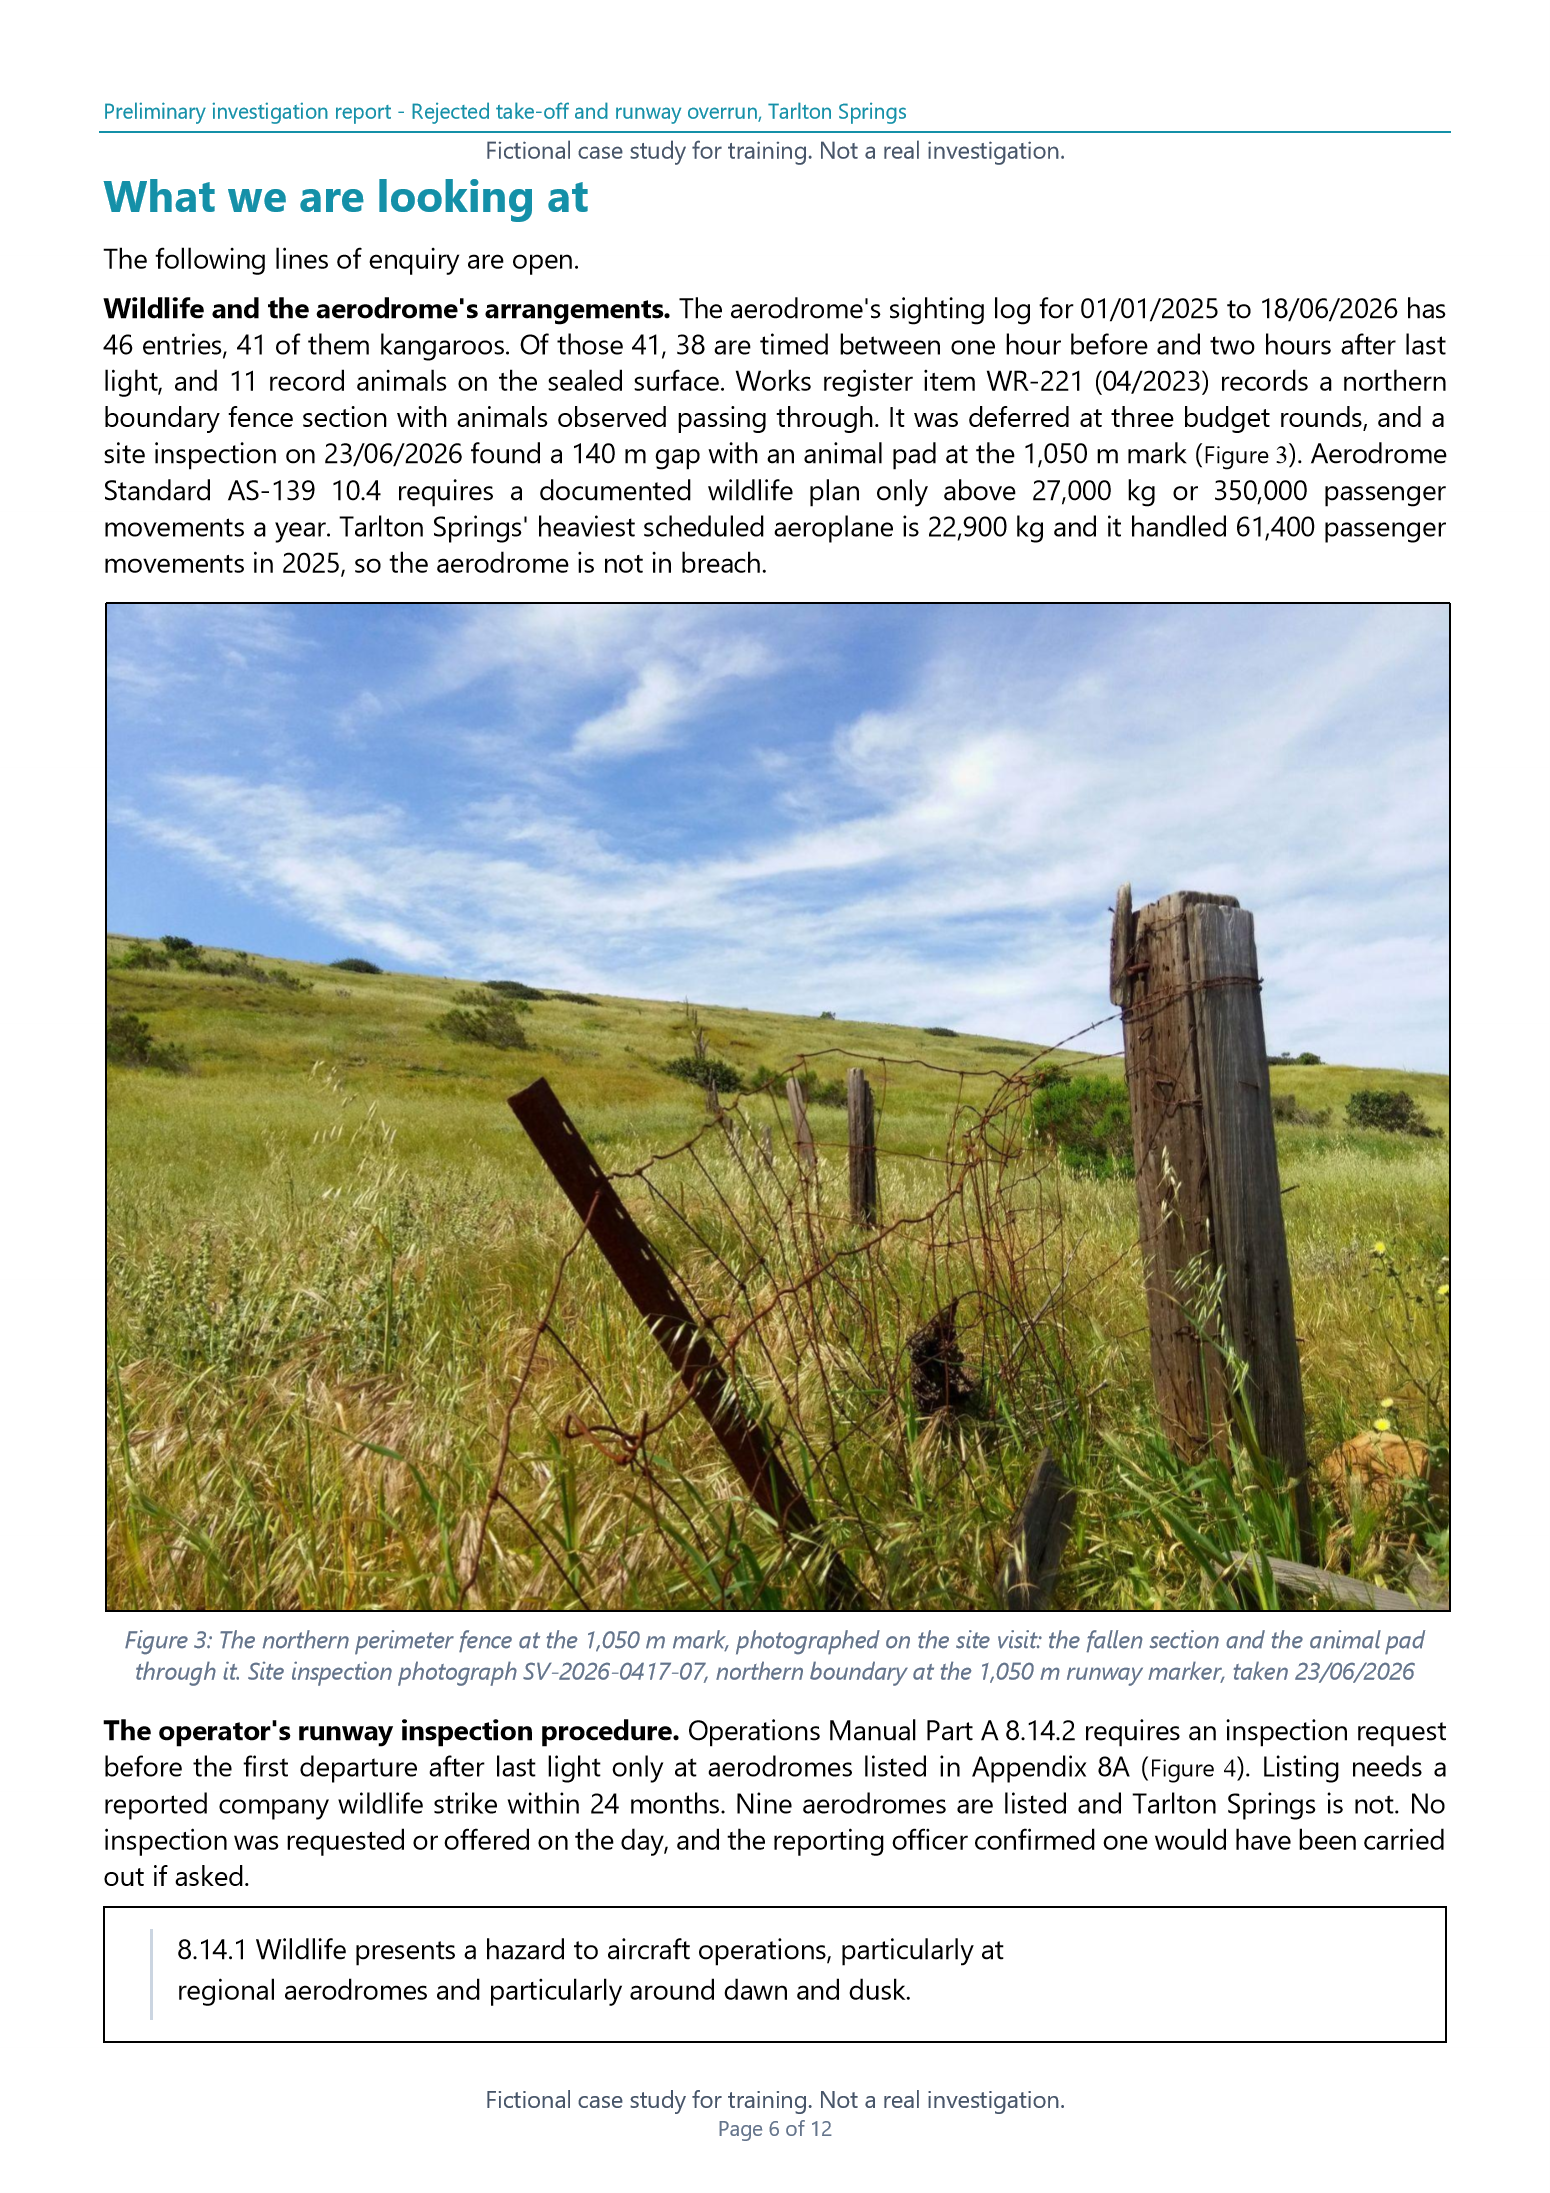 Preliminary investigation report - Rejected take-off and runway overrun, Tarlton Springs
Fictional case study for training. Not a real investigation.
What we are looking at
The following lines of enquiry are open.
Wildlife and the aerodrome's arrangements. The aerodrome's sighting log for 01/01/2025 to 18/06/2026 has
46 entries, 41 of them kangaroos. Of those 41, 38 are timed between one hour before and two hours after last
light, and 11 record animals on the sealed surface. Works register item WR-221 (04/2023) records a northern
boundary fence section with animals observed passing through. It was deferred at three budget rounds, and a
site inspection on 23/06/2026 found a 140 m gap with an animal pad at the 1,050 m mark (Figure 3). Aerodrome
Standard AS-139 10.4 requires a documented wildlife plan only above 27,000 kg or 350,000 passenger
movements a year. Tarlton Springs' heaviest scheduled aeroplane is 22,900 kg and it handled 61,400 passenger
movements in 2025, so the aerodrome is not in breach.
Figure 3: The northern perimeter fence at the 1,050 m mark, photographed on the site visit: the fallen section and the animal pad
through it. Site inspection photograph SV-2026-0417-07, northern boundary at the 1,050 m runway marker, taken 23/06/2026
The operator's runway inspection procedure. Operations Manual Part A 8.14.2 requires an inspection request
before the first departure after last light only at aerodromes listed in Appendix 8A (Figure 4). Listing needs a
reported company wildlife strike within 24 months. Nine aerodromes are listed and Tarlton Springs is not. No
inspection was requested or offered on the day, and the reporting officer confirmed one would have been carried
out if asked.
8.14.1 Wildlife presents a hazard to aircraft operations, particularly at
regional aerodromes and particularly around dawn and dusk.
Fictional case study for training. Not a real investigation.
Page 6 of 12